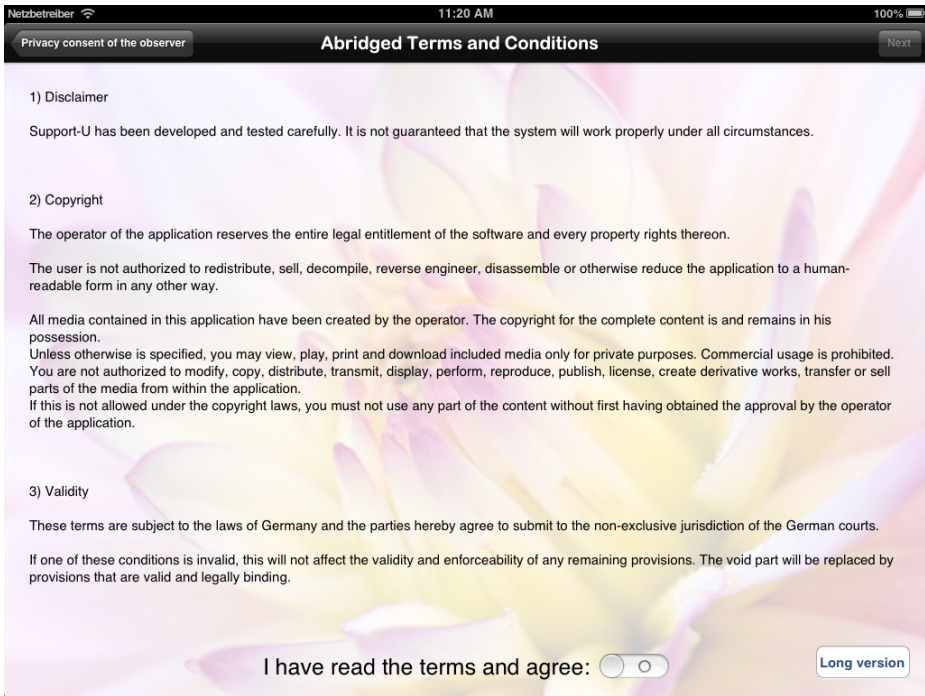 Netzbetreiber 11:20 AM 100%
Privacy consent of the observer Abridged Terms and Conditions Next
1) Disclaimer
Support-U has been developed and tested carefully. It is not guaranteed that the system will work properly under all circumstances.
2) Copyright
The operator of the application reserves the entire legal entitlement of the software and every property rights thereon.
The user is not authorized to redistribute, sell, decompile, reverse engineer, disassemble or otherwise reduce the application to a human-
readable form in any other way.
All media contained in this application have been created by the operator. The copyright for the complete content is and remains in his
possession.
Unless otherwise is specified, you may view, play, print and download included media only for private purposes. Commercial usage is prohibited.
You are not authorized to modify, copy, distribute, transmit, display, perform, reproduce, publish, license, create derivative works, transfer or sell
parts of the media from within the application.
If this is not allowed under the copyright laws, you must not use any part of the content without first having obtained the approval by the operator
of the application.
3) Validity
These terms are subject to the laws of Germany and the parties hereby agree to submit to the non-exclusive jurisdiction of the German courts.
If one of these conditions is invalid, this will not affect the validity and enforceability of any remaining provisions. The void part will be replaced by
provisions that are valid and legally binding.
I have read the terms and agree:
Long version